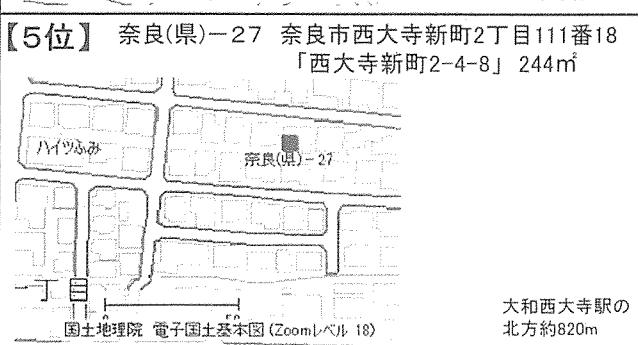 【5位】 奈良(県)-27 奈良市西大寺新町2丁目111番18
「西大寺新町2-4-8」 244㎡
ハイツふみ
奈良(県)-27
一丁目
0 50
国土地理院 電子国土基本図(Zoomレベル 18)
大和西大寺駅の
北方約820m